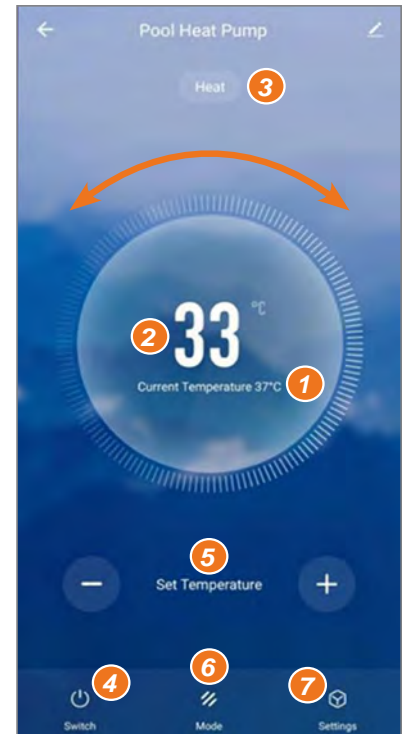 Pool Heat Pump
Heat
3
33 °C
2
Current Temperature 37°C
1
5
Set Temperature
4
6
7
Switch
Mode
Settings